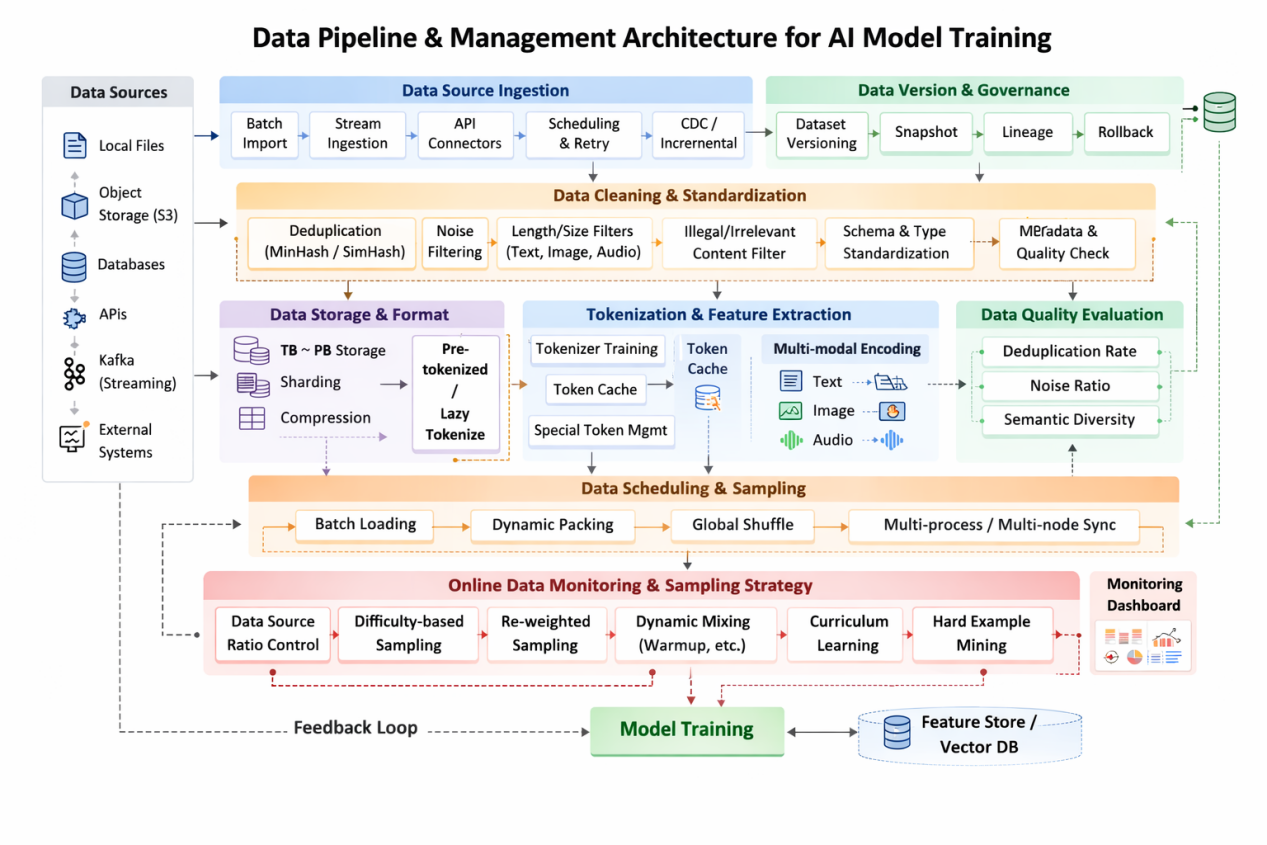 Data Pipeline & Management Architecture for AI Model Training
Data Sources
Local Files
Object
Storage (S3)
Databases
APIs
Kafka
(Streaming)
External
Systems
Data Source Ingestion
Batch
Import
Stream
Ingestion
API
Connectors
Scheduling
& Retry
CDC /
Incrernental
Data Version & Governance
Dataset
Versioning
Snapshot
Lineage
Rollback
Data Cleaning & Standardization
Deduplication
(MinHash / SimHash)
Noise
Filtering
Length/Size Filters
(Text, Image, Audio)
Illegal/Irrelevant
Content Filter
Schema & Type
Standardization
&
Quality Check
Data Storage & Format
TB ~ PB Storage
Sharding
Compression
Pre-
tokenized
/
Lazy
Tokenize
Tokenization & Feature Extraction
Tokenizer Training
Token Cache
Special Token Mgmt
Token
Cache
Multi-modal Encoding
Text
Image
Audio
Data Quality Evaluation
Deduplication Rate
Noise Ratio
Semantic Diversity
Data Scheduling & Sampling
Batch Loading
Dynamic Packing
Global Shuffle
Multi-process / Multi-node Sync
Online Data Monitoring & Sampling Strategy
Data Source
Ratio Control
Difficulty-based
Sampling
Re-weighted
Sampling
Dynamic Mixing
(Warmup, etc.)
Curriculum
Learning
Hard Example
Mining
Monitoring
Dashboard
Feedback Loop
Model Training
Feature Store /
Vector DB